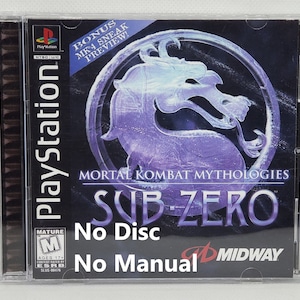 PlayStation
BONUS
MK4 SNEAK
PREVIEW!
MORTAL KOMBAT MYTHOLOGIES
SUB-ZERO
No Disc
No Manual
MIDWAY
MATURE
M